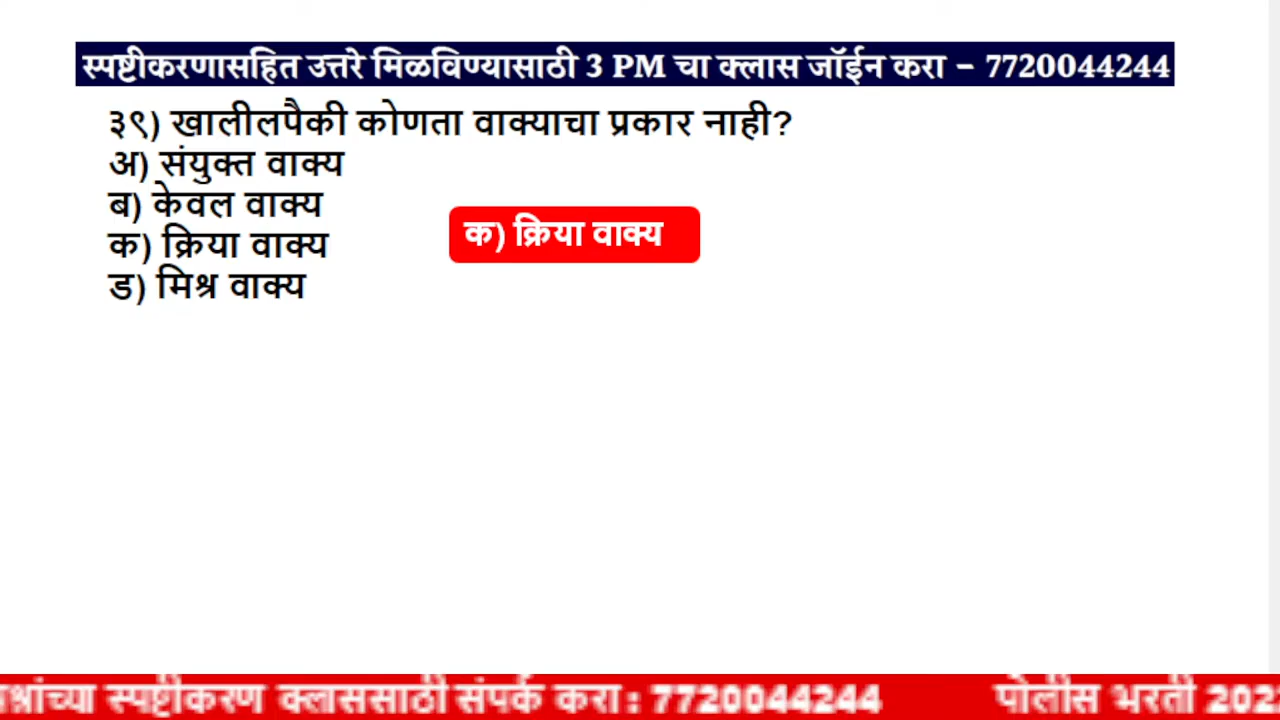 स्पष्टीकरणासहित उत्तरे मिळविण्यासाठी 3 PM चा क्लास जॉईन करा – 7720044244
३९) खालीलपैकी कोणता वाक्याचा प्रकार नाही?
अ) संयुक्त वाक्य
ब) केवल वाक्य
क) क्रिया वाक्य
क) क्रिया वाक्य
ड) मिश्र वाक्य
स्पष्टीकरण क्लाससाठी संपर्क करा : 7720044244 पोलीस भरती